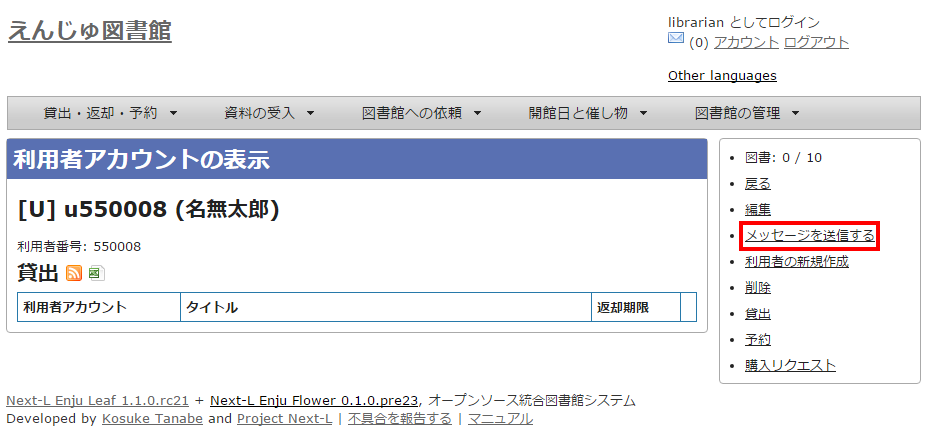 えんじゅ図書館
librarian としてログイン
(0) アカウント ログアウト
Other languages
貸出・返却・予約 ▼ 資料の受入 ▼ 図書館への依頼 ▼ 開館日と催し物 ▼ 図書館の管理 ▼
利用者アカウントの表示
[U] u550008 (名無太郎)
利用者番号: 550008
貸出
利用者アカウント タイトル 返却期限
図書: 0 / 10
戻る
編集
メッセージを送信する
利用者の新規作成
削除
貸出
予約
購入リクエスト
Next-L Enju Leaf 1.1.0.rc21 + Next-L Enju Flower 0.1.0.pre23, オープンソース統合図書館システム
Developed by Kosuke Tanabe and Project Next-L | 不具合を報告する | マニュアル